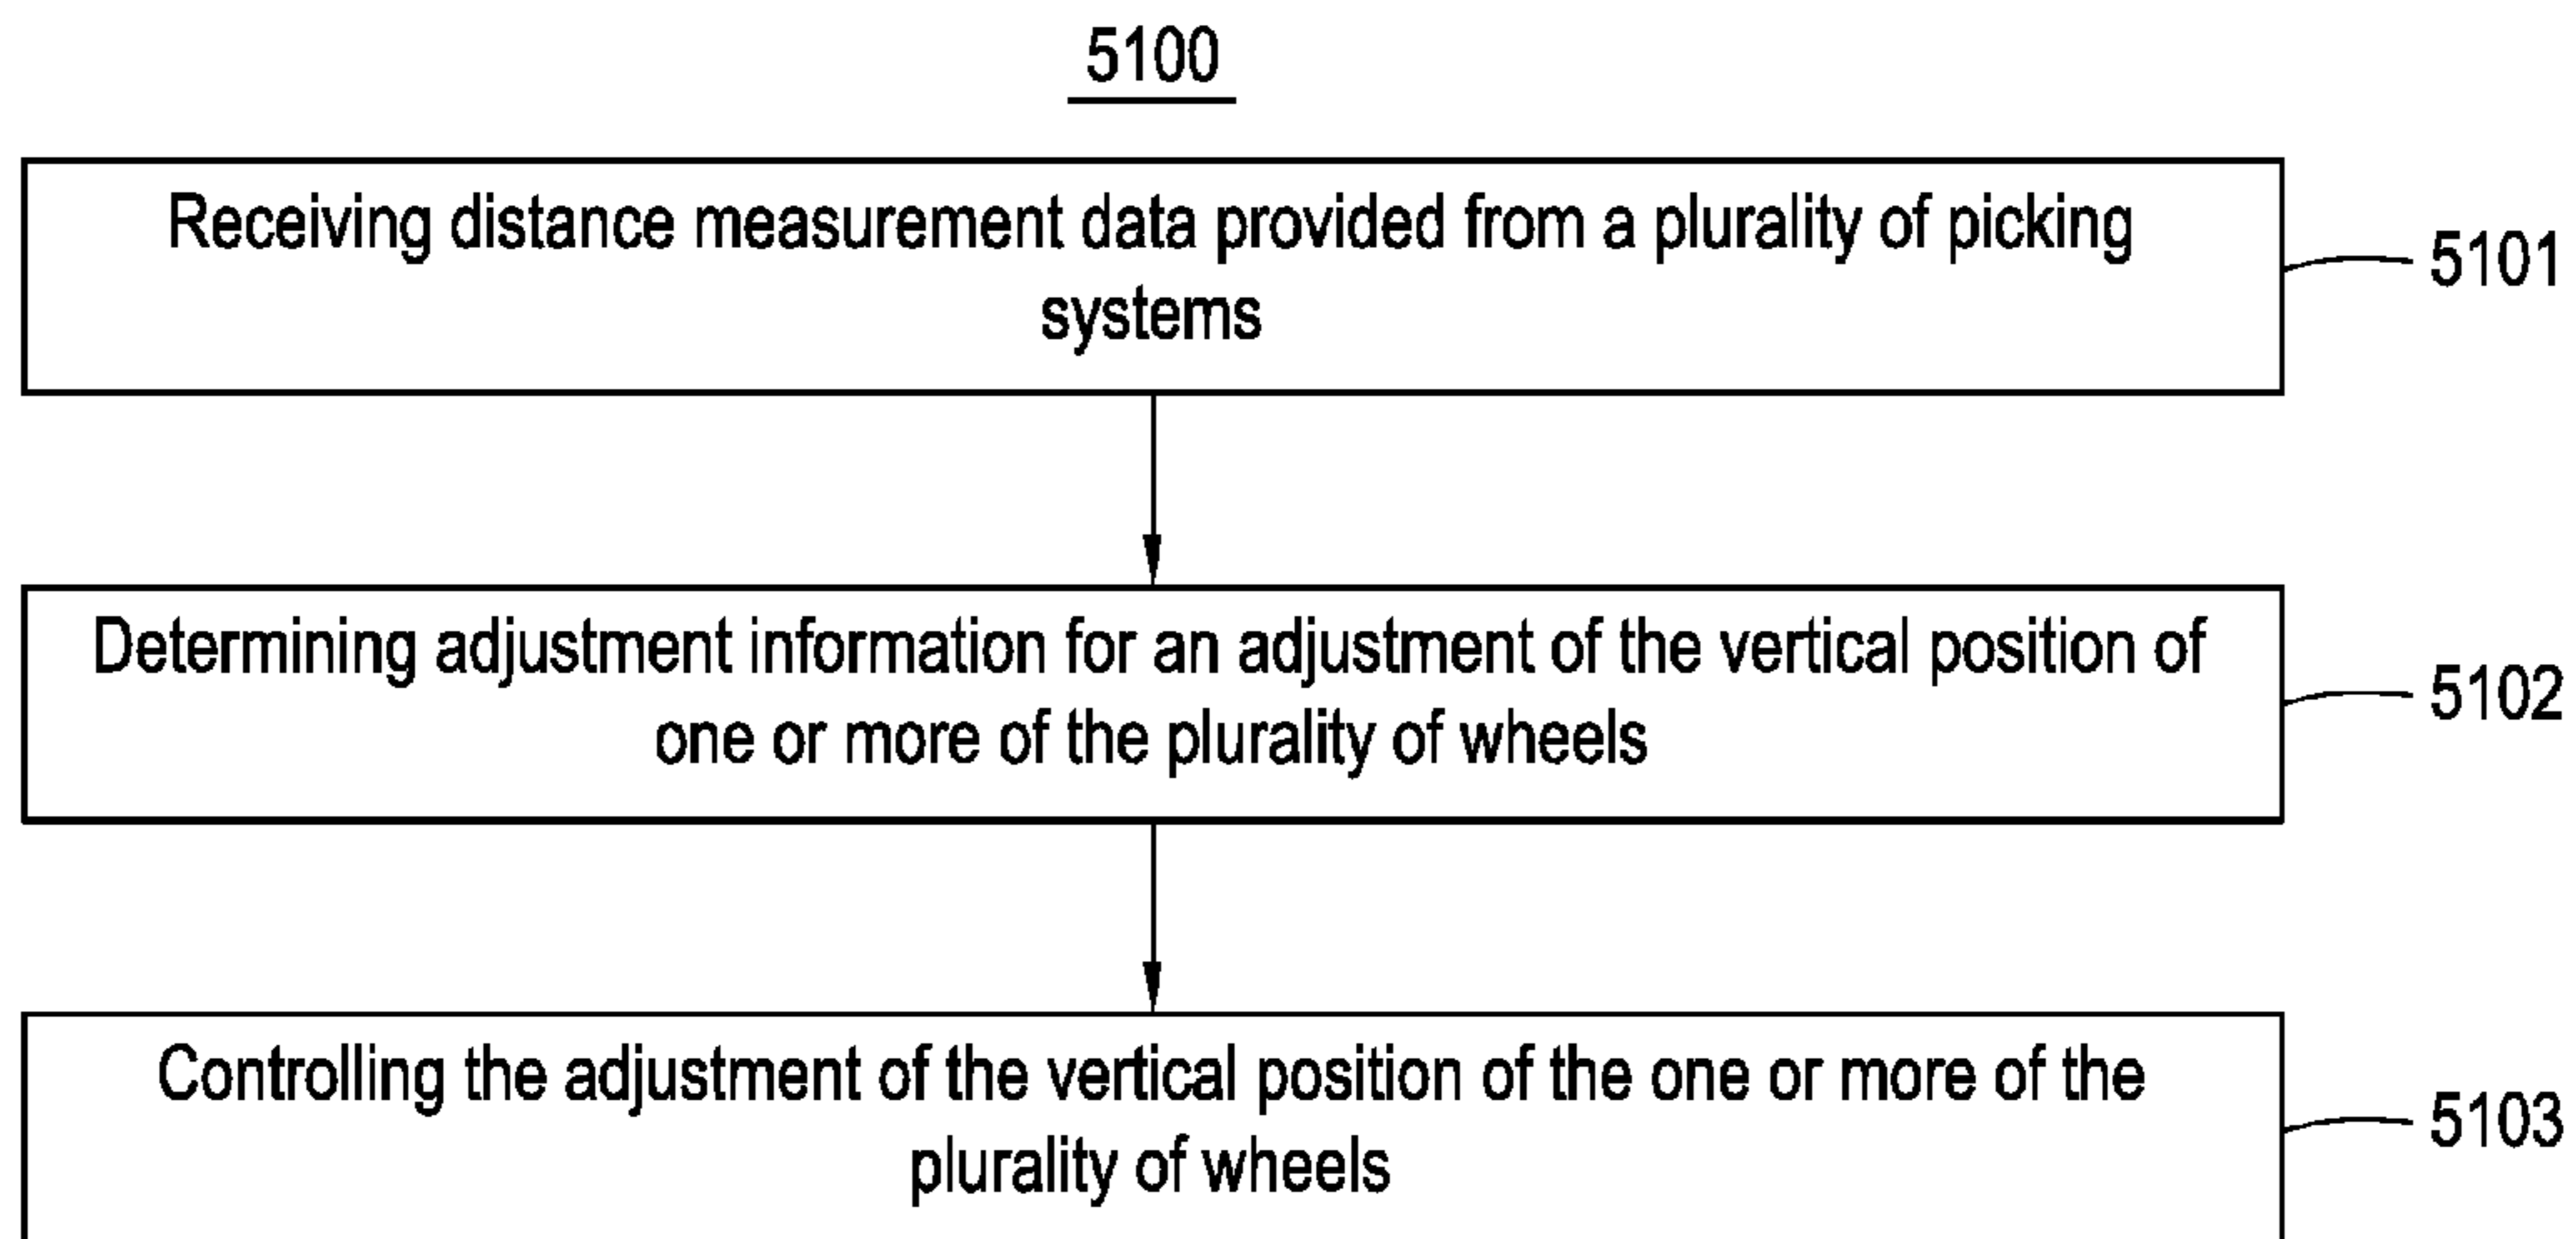 5100
Receiving distance measurement data provided from a plurality of picking
systems
5101
Determining adjustment information for an adjustment of the vertical position of
one or more of the plurality of wheels
5102
Controlling the adjustment of the vertical position of the one or more of the
plurality of wheels
5103